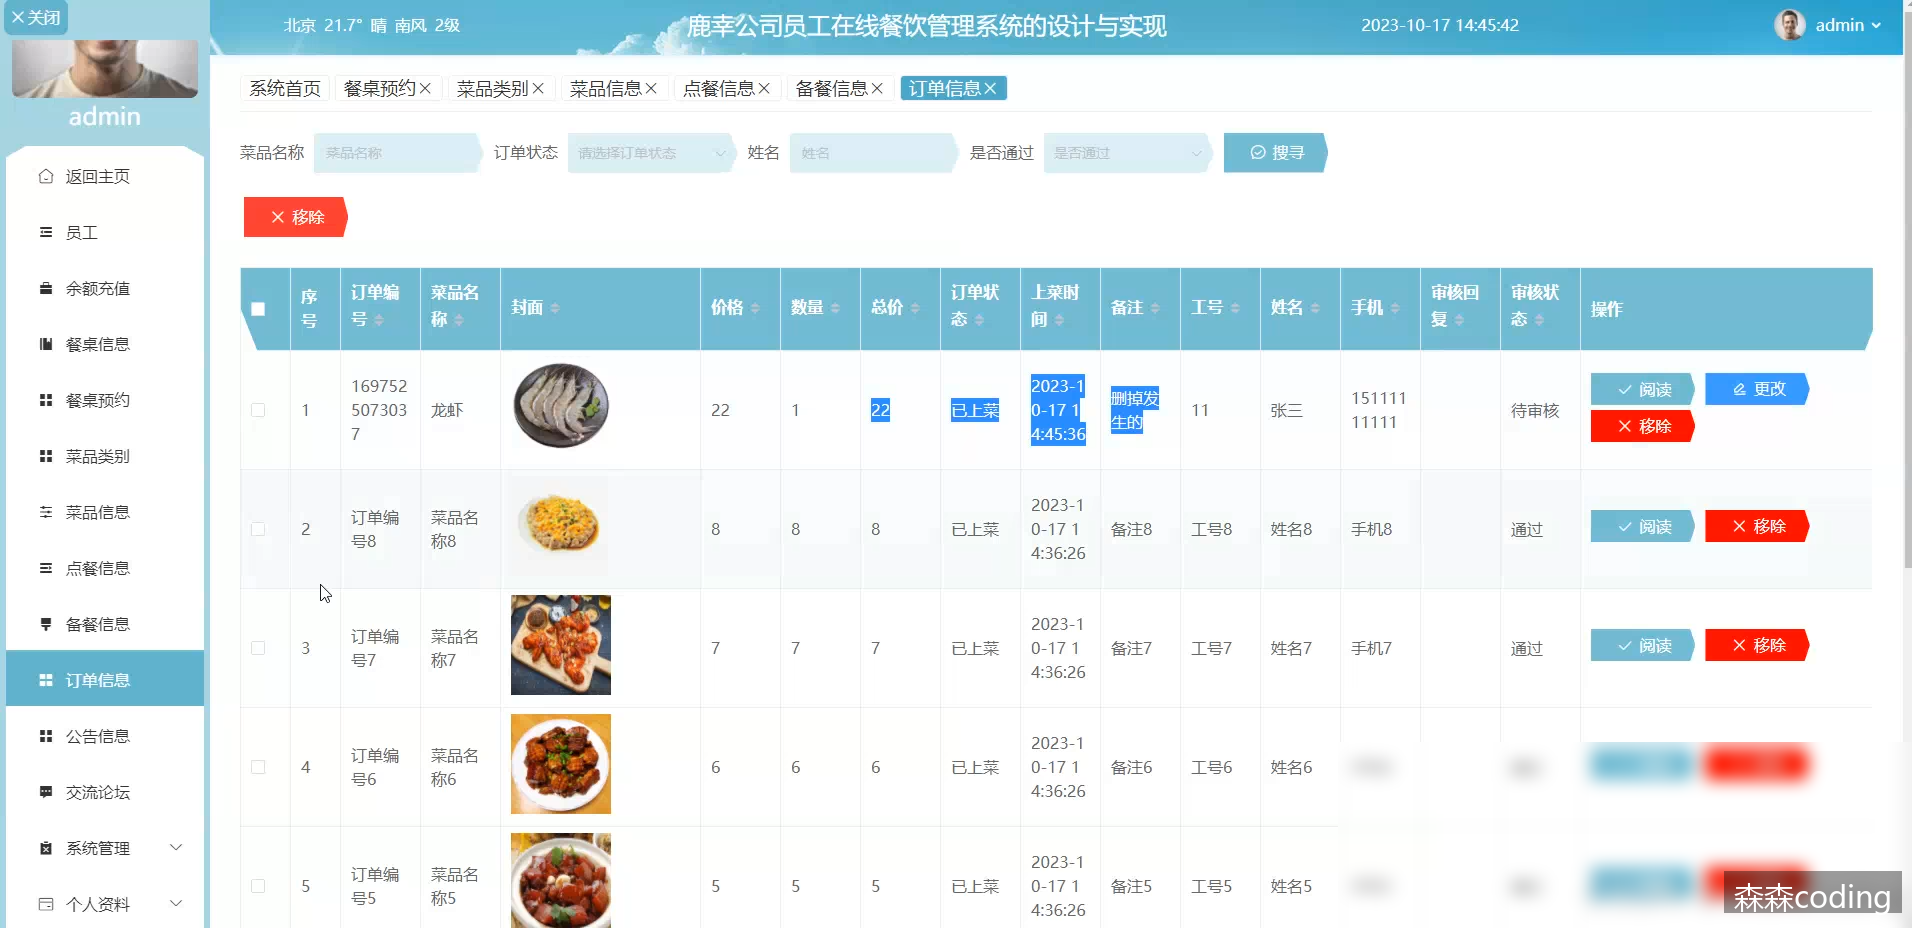 关闭
北京 21.7° 晴 南风 2级
鹿幸公司员工在线餐饮管理系统的设计与实现
2023-10-17 14:45:42
admin
admin
返回主页
员工
余额充值
餐桌信息
餐桌预约
菜品类别
菜品信息
点餐信息
备餐信息
订单信息
公告信息
交流论坛
系统管理
个人资料
系统首页 餐桌预约 菜品类别 菜品信息 点餐信息 备餐信息 订单信息
菜品名称 菜品名称 订单状态 请选择订单状态 姓名 姓名 是否通过 是否通过 搜寻
移除
序号 订单编号 菜品名称 封面 价格 数量 总价 订单状态 上菜时间 备注 工号 姓名 手机 审核回复 审核状态 操作
1 1697525073037 龙虾 22 1 22 已上菜 2023-10-17 14:45:36 删掉发生的 11 张三 15111111111 待审核 阅读 更改 移除
2 订单编号8 菜品名称8 8 8 8 已上菜 2023-10-17 14:36:26 备注8 工号8 姓名8 手机8 通过 阅读 移除
3 订单编号7 菜品名称7 7 7 7 已上菜 2023-10-17 14:36:26 备注7 工号7 姓名7 手机7 通过 阅读 移除
4 订单编号6 菜品名称6 6 6 6 已上菜 2023-10-17 14:36:26 备注6 工号6 姓名6
5 订单编号5 菜品名称5 5 5 5 已上菜 2023-10-17 14:36:26 备注5 工号5 姓名5
森森coding